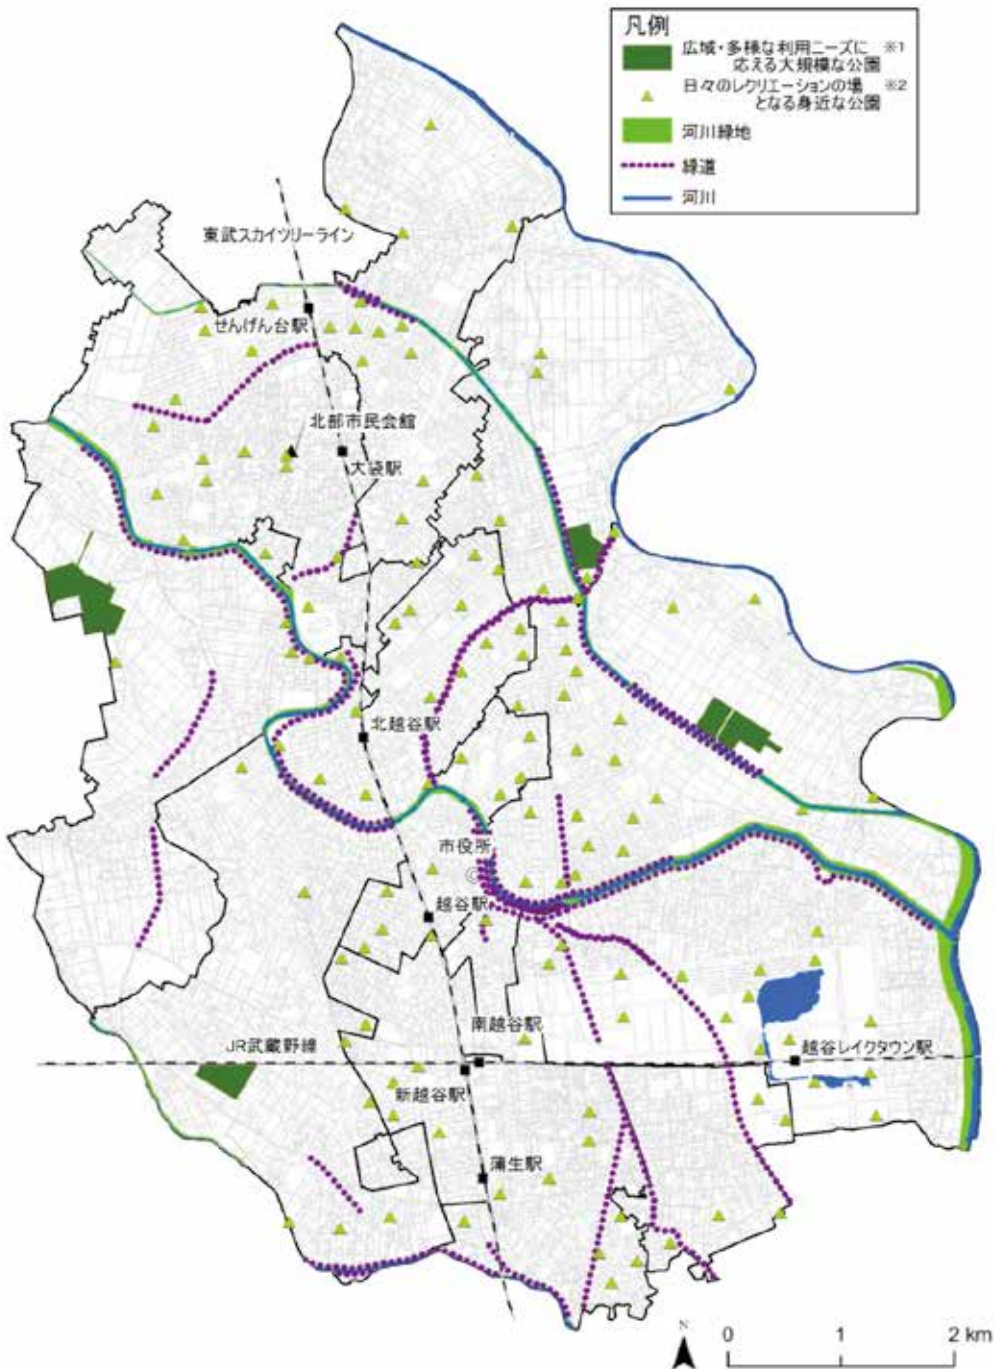 凡例
広域・多様な利用ニーズに ※1
応える大規模な公園
日々のレクリエーションの場 ※2
となる身近な公園
河川緑地
緑道
河川
東武スカイツリーライン
せんげん台駅
北部市民会館
大袋駅
北越谷駅
市役所
越谷駅
南越谷駅
JR武蔵野線
越谷レイクタウン駅
新越谷駅
蒲生駅
N
0 1 2 km